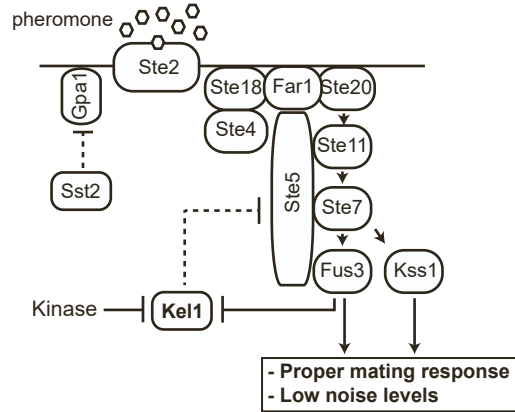 pheromone
Ste2
Gpa1
Ste18
Far1
Ste20
Ste4
Ste11
Sst2
Ste5
Ste7
Fus3
Kss1
Kinase
Kel1
- Proper mating response
- Low noise levels